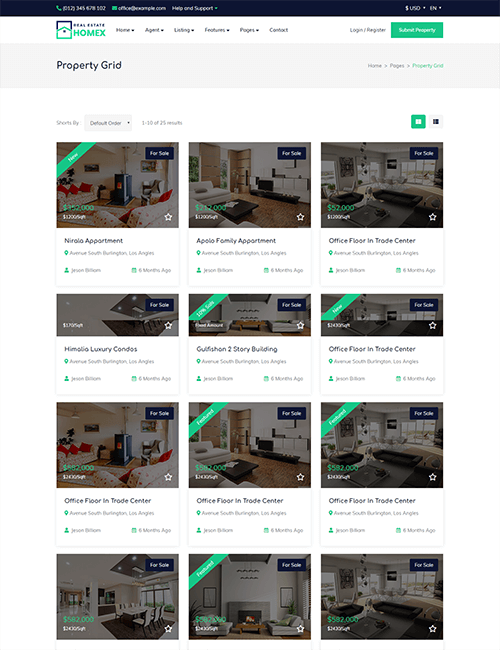 (012) 345 678 102 office@example.com Help and Support $ USD EN
REAL ESTATE
HOMEX
Home Agent Listing Features Pages Contact Login / Register Submit Property
Property Grid
Home > Pages > Property Grid
Shorts By : Default Order 1-10 of 25 results
New For Sale For Sale For Sale
$352,000 $212,000 $52,000
$1200/Sqft $1200/Sqft $1200/Sqft
Nirala Appartment Apolo Family Appartment Office Floor In Trade Center
Avenue South Burlington, Los Angles Avenue South Burlington, Los Angles Avenue South Burlington, Los Angles
Jeson Billiam 6 Months Ago Jeson Billiam 6 Months Ago Jeson Billiam 6 Months Ago
For Sale 10% Sale For Sale New For Sale
$170/Sqft Fixed Amount $2430/Sqft
Himalia Luxury Condos Gulfishan 2 Story Building Office Floor In Trade Center
Avenue South Burlington, Los Angles Avenue South Burlington, Los Angles Avenue South Burlington, Los Angles
Jeson Billiam 6 Months Ago Jeson Billiam 6 Months Ago Jeson Billiam 6 Months Ago
For Sale Featured For Sale Featured For Sale
$582,000 $582,000 $582,000
$2430/Sqft $2430/Sqft $2430/Sqft
Office Floor In Trade Center Office Floor In Trade Center Office Floor In Trade Center
Avenue South Burlington, Los Angles Avenue South Burlington, Los Angles Avenue South Burlington, Los Angles
Jeson Billiam 6 Months Ago Jeson Billiam 6 Months Ago Jeson Billiam 6 Months Ago
For Sale Featured For Sale For Sale
$582,000 $582,000 $582,000
$2430/Sqft $2430/Sqft $2430/Sqft